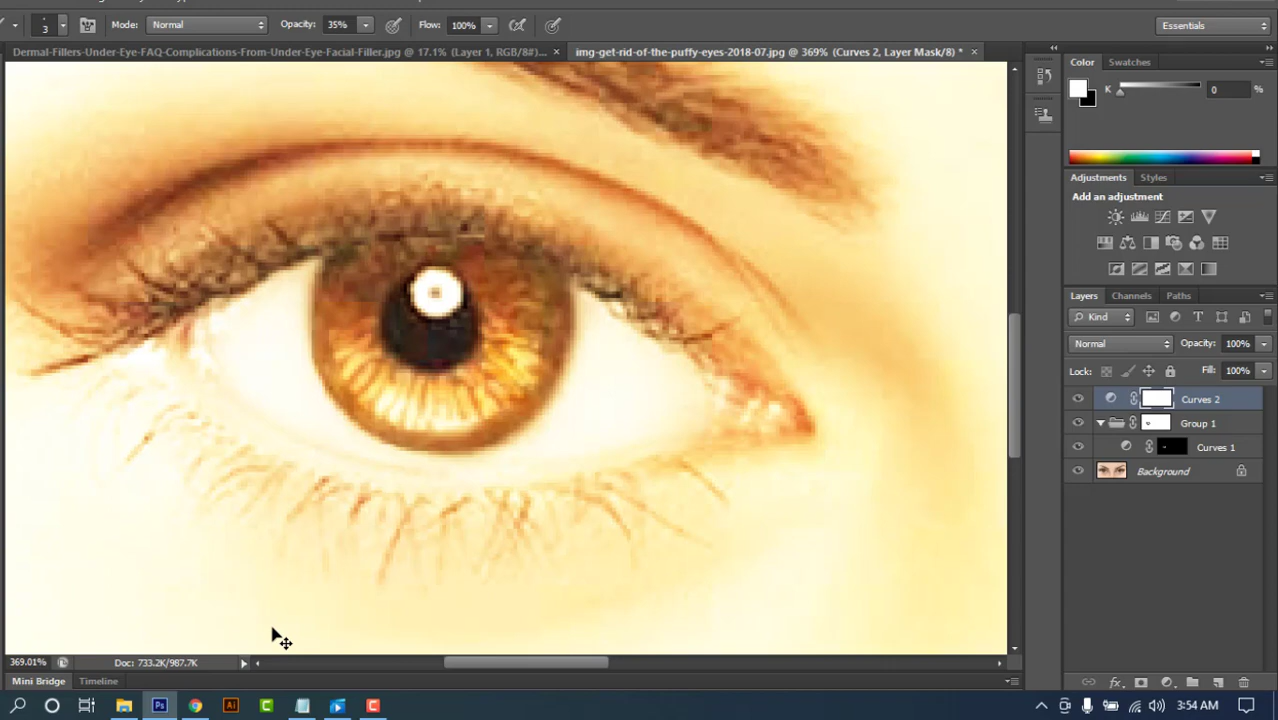 3 Mode: Normal Opacity: 35% Flow: 100% Essentials
Dermal-Fillers-Under-Eye-FAQ-Complications-From-Under-Eye-Facial-Filler.jpg @ 17.1% (Layer 1, RGB/8#)... ×
img-get-rid-of-the-puffy-eyes-2018-07.jpg @ 369% (Curves 2, Layer Mask/8) * ×
Color Swatches
K 0 %
Adjustments Styles
Add an adjustment
Layers Channels Paths
Kind T
Normal Opacity: 100%
Lock: Fill: 100%
Curves 2
Group 1
Curves 1
Background
369.01% Doc: 733.2K/987.7K
fx
Mini Bridge Timeline
Ps Ai C C 3:54 AM